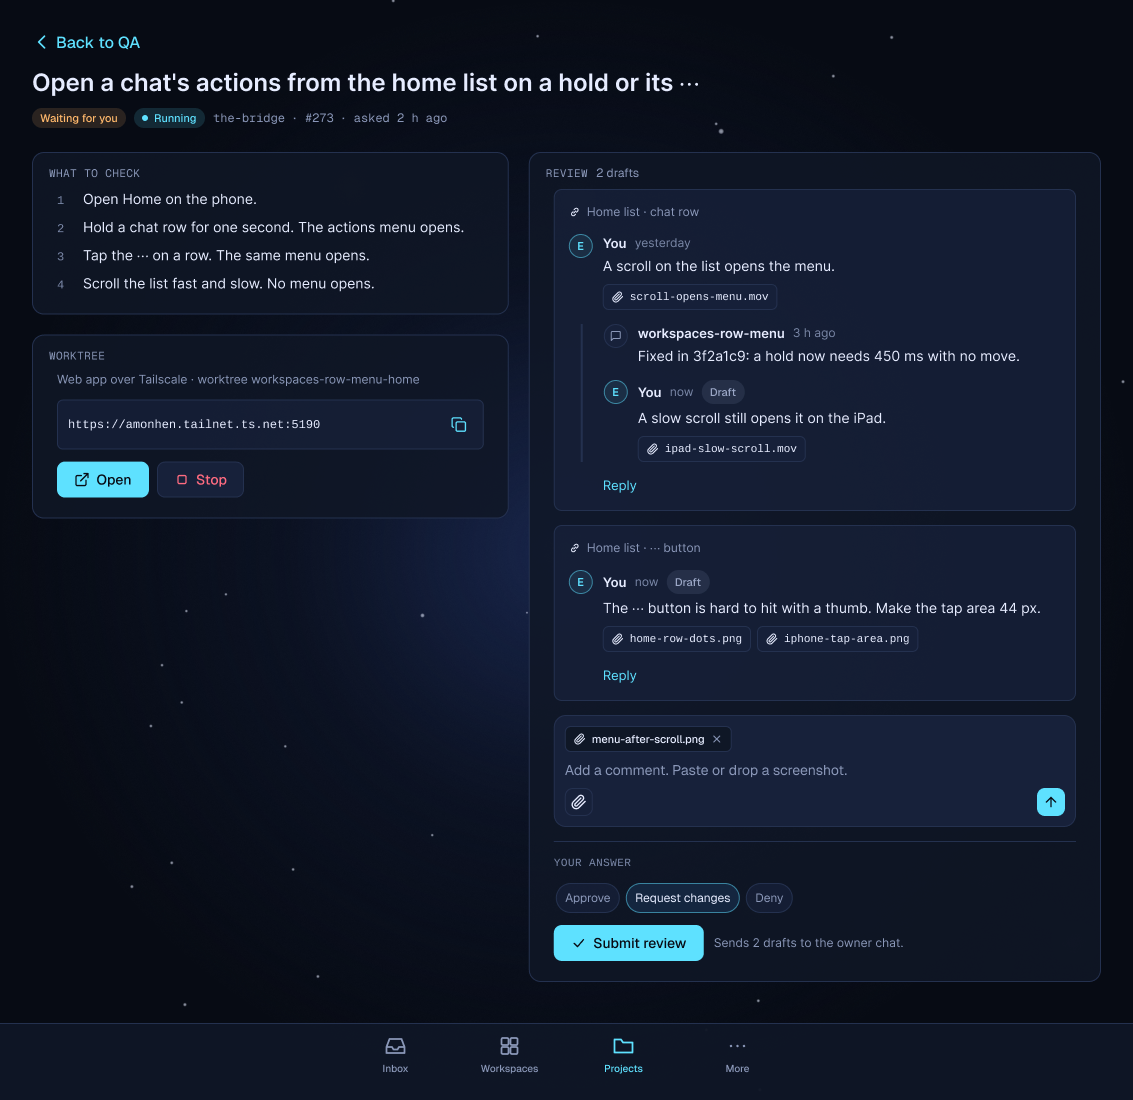 Back to QA
Open a chat's actions from the home list on a hold or its ···
Waiting for you
Running
the-bridge · #273 · asked 2 h ago
WHAT TO CHECK
1 Open Home on the phone.
2 Hold a chat row for one second. The actions menu opens.
3 Tap the ··· on a row. The same menu opens.
4 Scroll the list fast and slow. No menu opens.
WORKTREE
Web app over Tailscale · worktree workspaces-row-menu-home
https://amonhen.tailnet.ts.net:5190
Open
Stop
REVIEW 2 drafts
Home list · chat row
E You yesterday
A scroll on the list opens the menu.
scroll-opens-menu.mov
workspaces-row-menu 3 h ago
Fixed in 3f2a1c9: a hold now needs 450 ms with no move.
E You now Draft
A slow scroll still opens it on the iPad.
ipad-slow-scroll.mov
Reply
Home list · ··· button
E You now Draft
The ··· button is hard to hit with a thumb. Make the tap area 44 px.
home-row-dots.png
iphone-tap-area.png
Reply
menu-after-scroll.png
Add a comment. Paste or drop a screenshot.
YOUR ANSWER
Approve
Request changes
Deny
Submit review
Sends 2 drafts to the owner chat.
Inbox
Workspaces
Projects
More